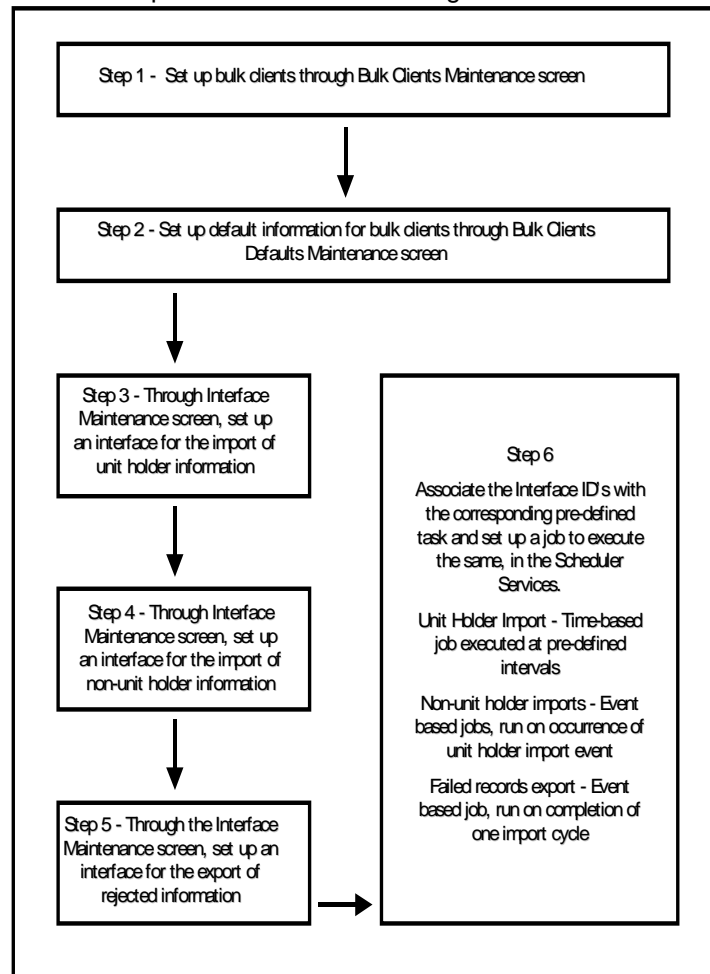 Step 1 - Set up bulk clients through Bulk Clients Maintenance screen
Step 2 - Set up default information for bulk clients through Bulk Clients
Defaults Maintenance screen
Step 3 - Through Interface
Maintenance screen, set up
an interface for the import of
unit holder information
Step 4 - Through Interface
Maintenance screen, set up
an interface for the import of
non-unit holder information
Step 5 - Through the Interface
Maintenance screen, set up an
interface for the export of
rejected information
Step 6
Associate the Interface ID's with
the corresponding pre-defined
task and set up a job to execute
the same, in the Scheduler
Services.
Unit Holder Import - Time-based
job executed at pre-defined
intervals
Non-unit holder imports - Event
based jobs, run on occurrence of
unit holder import event
Failed records export - Event
based job, run on completion of
one import cycle